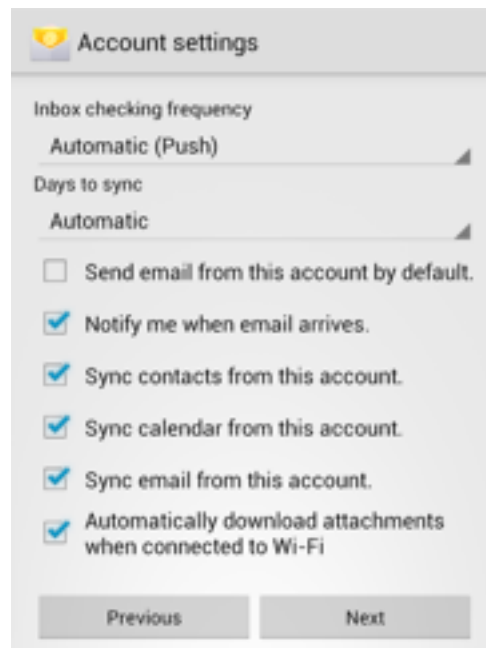 Account settings
Inbox checking frequency
Automatic (Push)
Days to sync
Automatic
Send email from this account by default.
Notify me when email arrives.
Sync contacts from this account.
Sync calendar from this account.
Sync email from this account.
Automatically download attachments
when connected to Wi-Fi
Previous Next